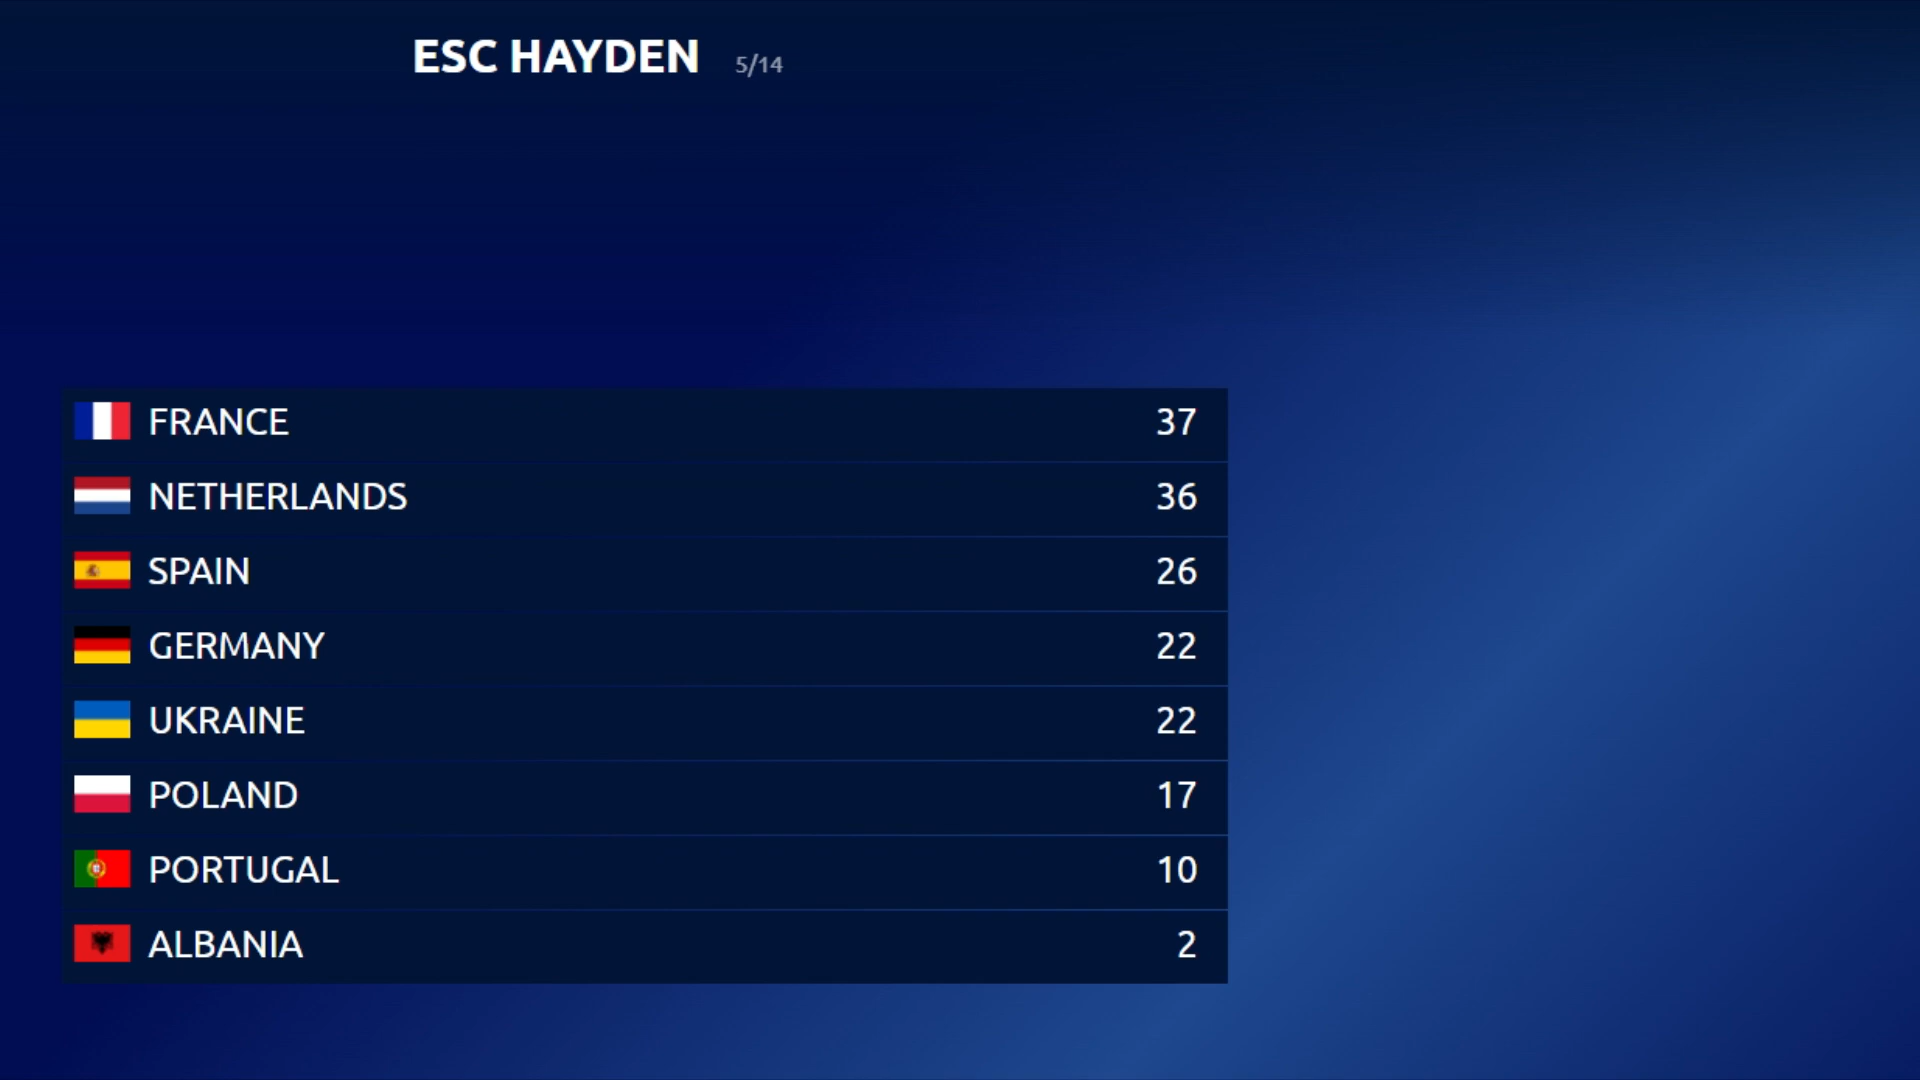 ESC HAYDEN 5/14
FRANCE 37
NETHERLANDS 36
SPAIN 26
GERMANY 22
UKRAINE 22
POLAND 17
PORTUGAL 10
ALBANIA 2